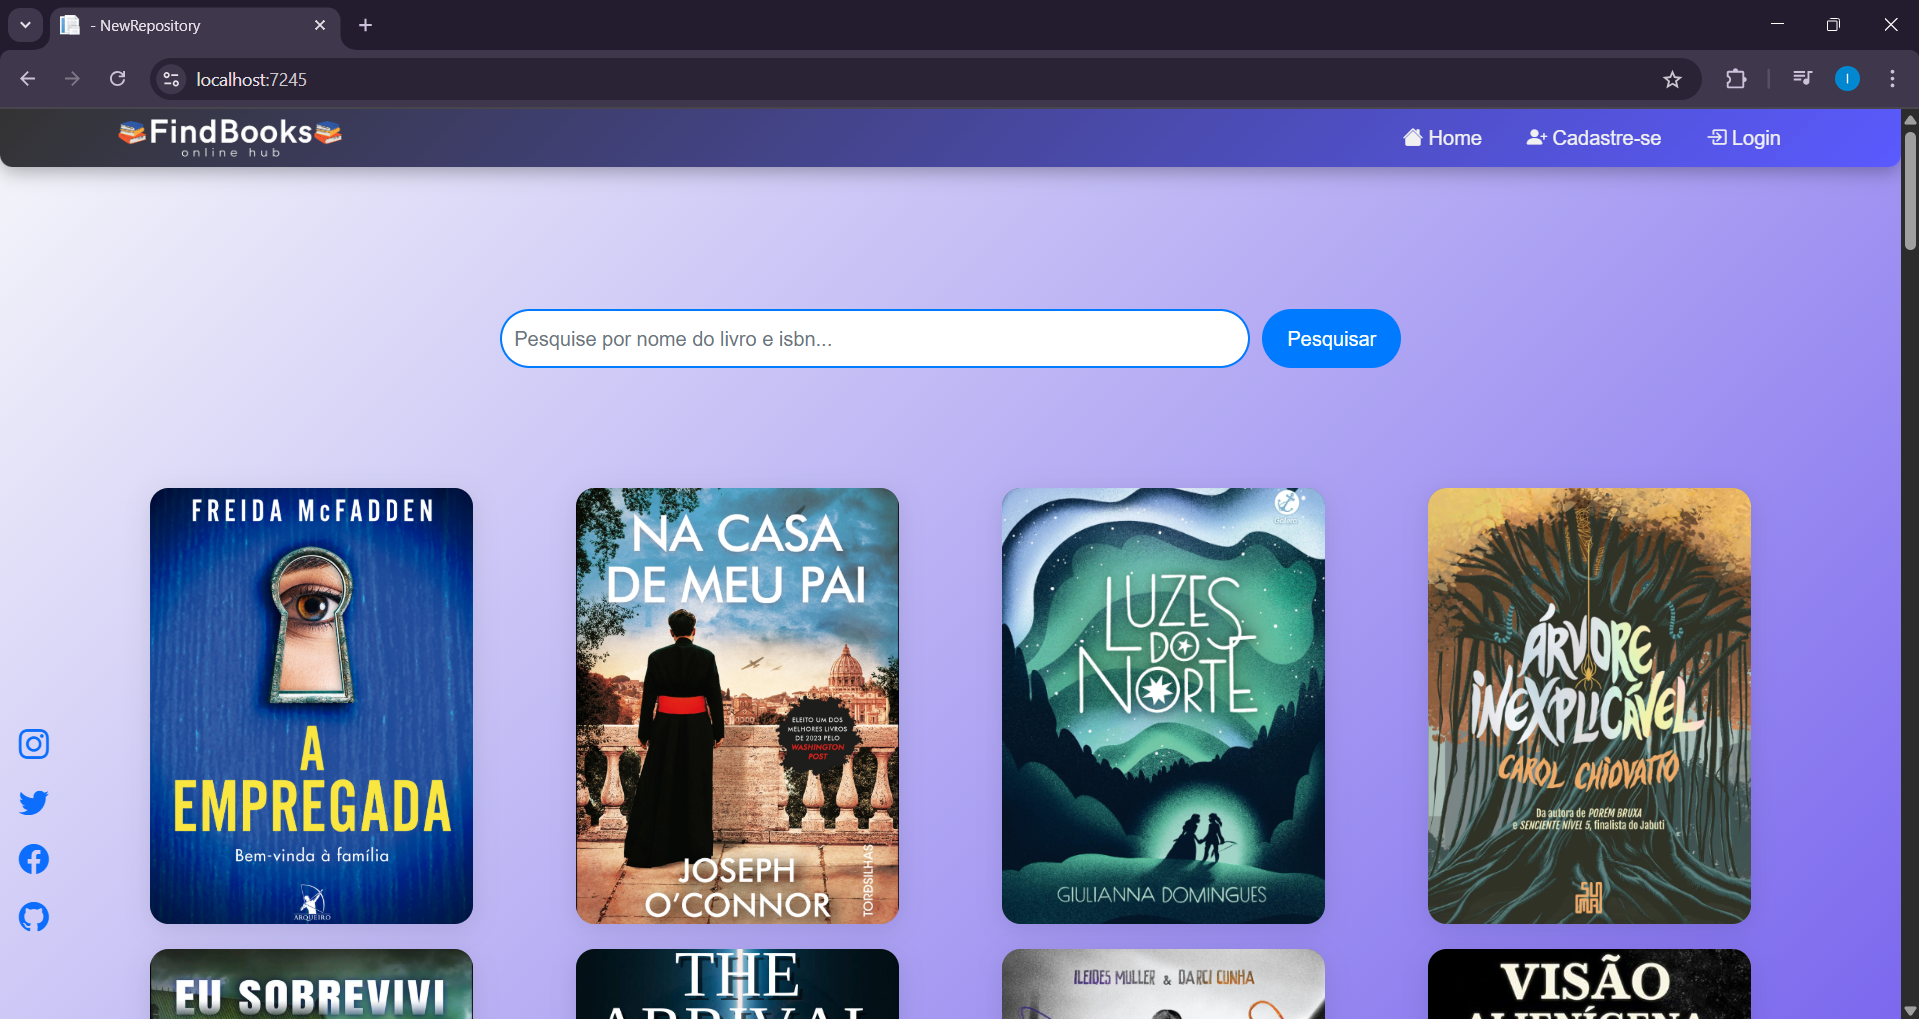 - NewRepository
localhost:7245
FindBooks
online hub
Home
Cadastre-se
Login
Pesquise por nome do livro e isbn...
Pesquisar
FREIDA McFADDEN
A
EMPREGADA
Bem-vinda à família
ARQUEIRO
NA CASA
DE MEU PAI
ELEITO UM DOS
MELHORES LIVROS
DE 2023 PELO
WASHINGTON
POST
JOSEPH
O'CONNOR
TORDSILHAS
Galera
LUZES
DO
NORTE
GIULIANNA DOMINGUES
ÁRVORE
INEXPLICÁVEL
CAROL CHIOVATTO
Da autora de PORÉM BRUXA
e SENCIENTE NÍVEL 5, finalista do Jabuti
SUMA
EU SOBREVIVI
THE
ARRIVAL
ILEIDES MULLER & DARCI CUNHA
VISÃO
ALIENÍGENA
I